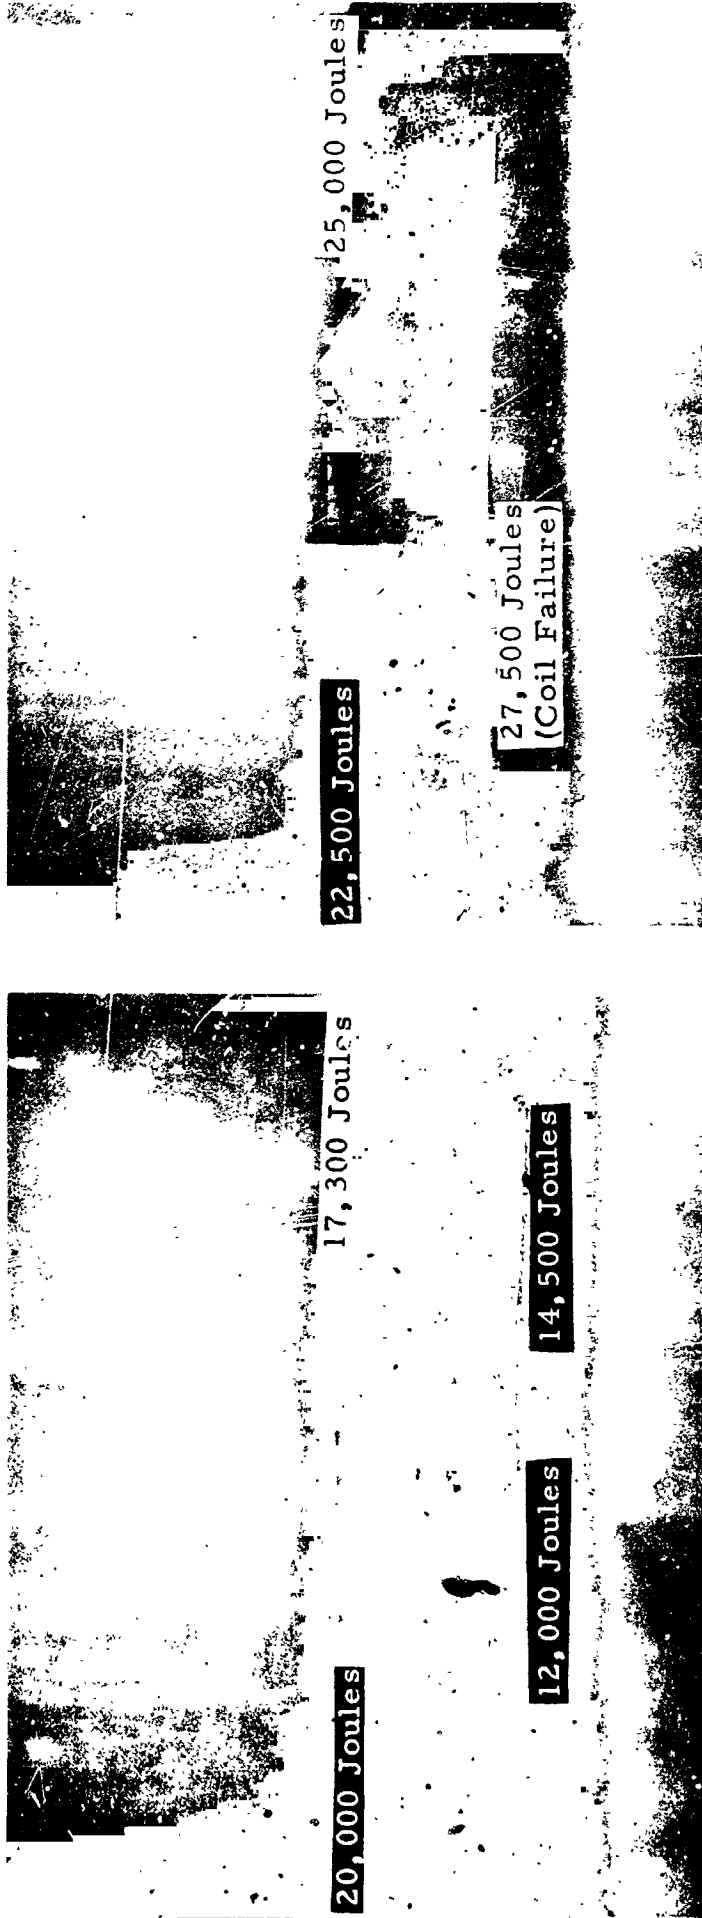 20,000 Joules
17,300 Joules
12,000 Joules
14,500 Joules
22,500 Joules
25,000 Joules
27,500 Joules
(Coil Failure)